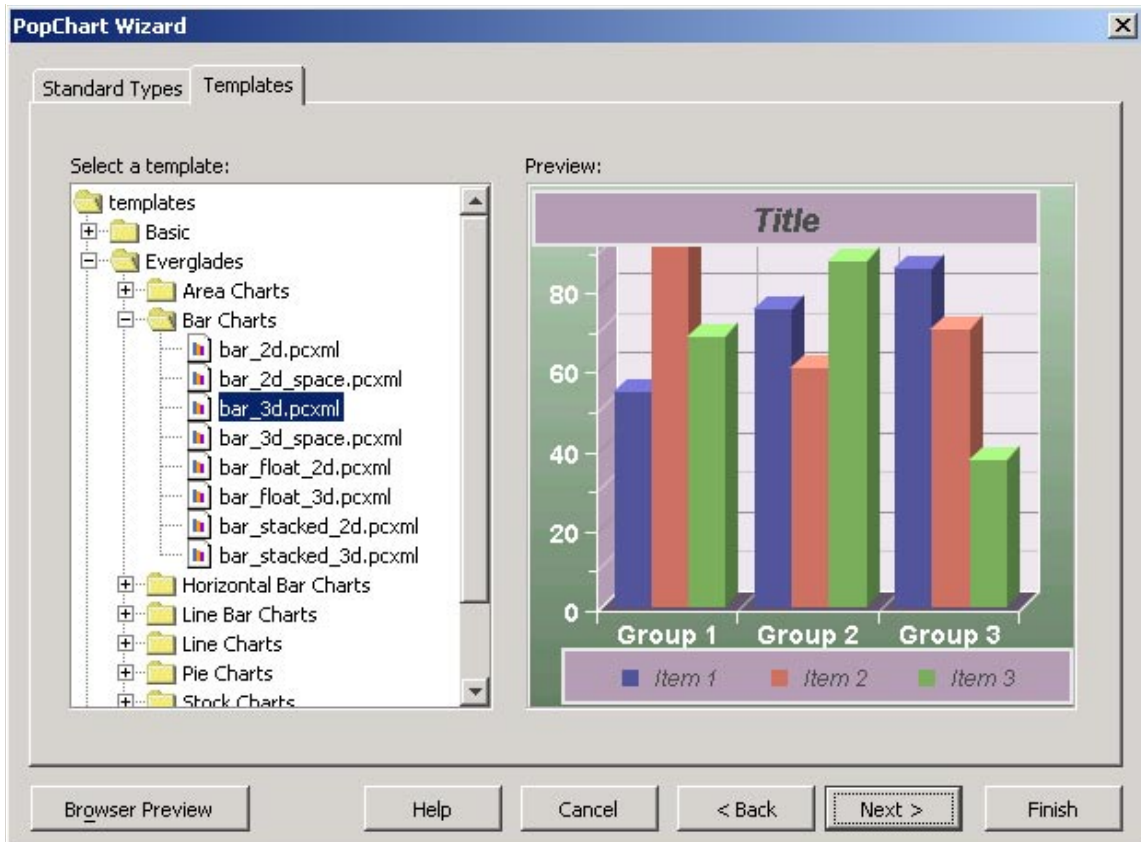 PopChart Wizard
Standard Types Templates
Select a template:
templates
Basic
Everglades
Area Charts
Bar Charts
bar_2d.pcxml
bar_2d_space.pcxml
bar_3d.pcxml
bar_3d_space.pcxml
bar_float_2d.pcxml
bar_float_3d.pcxml
bar_stacked_2d.pcxml
bar_stacked_3d.pcxml
Horizontal Bar Charts
Line Bar Charts
Line Charts
Pie Charts
Stock Charts
Preview:
Title
80
60
40
20
0
Group 1 Group 2 Group 3
Item 1 Item 2 Item 3
Browser Preview Help Cancel < Back Next > Finish